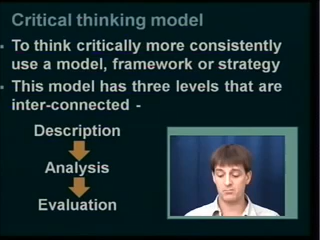 Critical thinking model
• To think critically more consistently
use a model, framework or strategy
• This model has three levels that are
inter-connected -
Description
Analysis
Evaluation